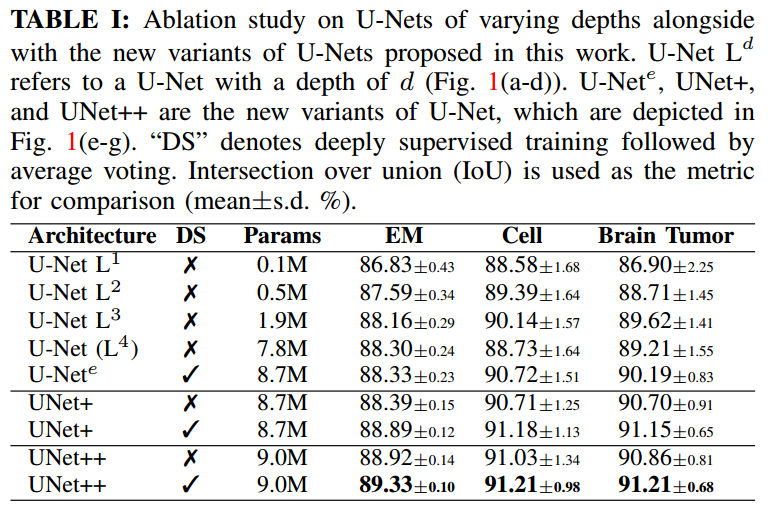 TABLE I: Ablation study on U-Nets of varying depths alongside
with the new variants of U-Nets proposed in this work. U-Net Lᵈ
refers to a U-Net with a depth of d (Fig. 1(a-d)). U-Netᵉ, UNet+,
and UNet++ are the new variants of U-Net, which are depicted in
Fig. 1(e-g). “DS” denotes deeply supervised training followed by
average voting. Intersection over union (IoU) is used as the metric
for comparison (mean±s.d. %).
Architecture DS Params EM Cell Brain Tumor
U-Net L¹ ✗ 0.1M 86.83±0.43 88.58±1.68 86.90±2.25
U-Net L² ✗ 0.5M 87.59±0.34 89.39±1.64 88.71±1.45
U-Net L³ ✗ 1.9M 88.16±0.29 90.14±1.57 89.62±1.41
U-Net (L⁴) ✗ 7.8M 88.30±0.24 88.73±1.64 89.21±1.55
U-Netᵉ ✓ 8.7M 88.33±0.23 90.72±1.51 90.19±0.83
UNet+ ✗ 8.7M 88.39±0.15 90.71±1.25 90.70±0.91
UNet+ ✓ 8.7M 88.89±0.12 91.18±1.13 91.15±0.65
UNet++ ✗ 9.0M 88.92±0.14 91.03±1.34 90.86±0.81
UNet++ ✓ 9.0M 89.33±0.10 91.21±0.98 91.21±0.68